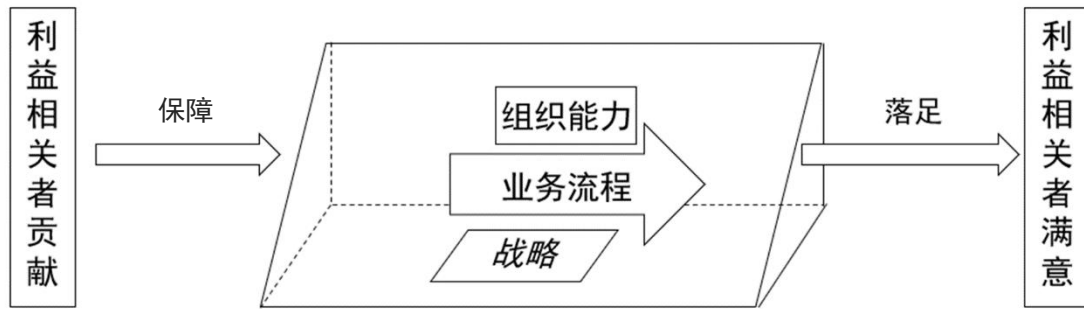 利益相关者贡献
保障
组织能力
业务流程
战略
落足
利益相关者满意